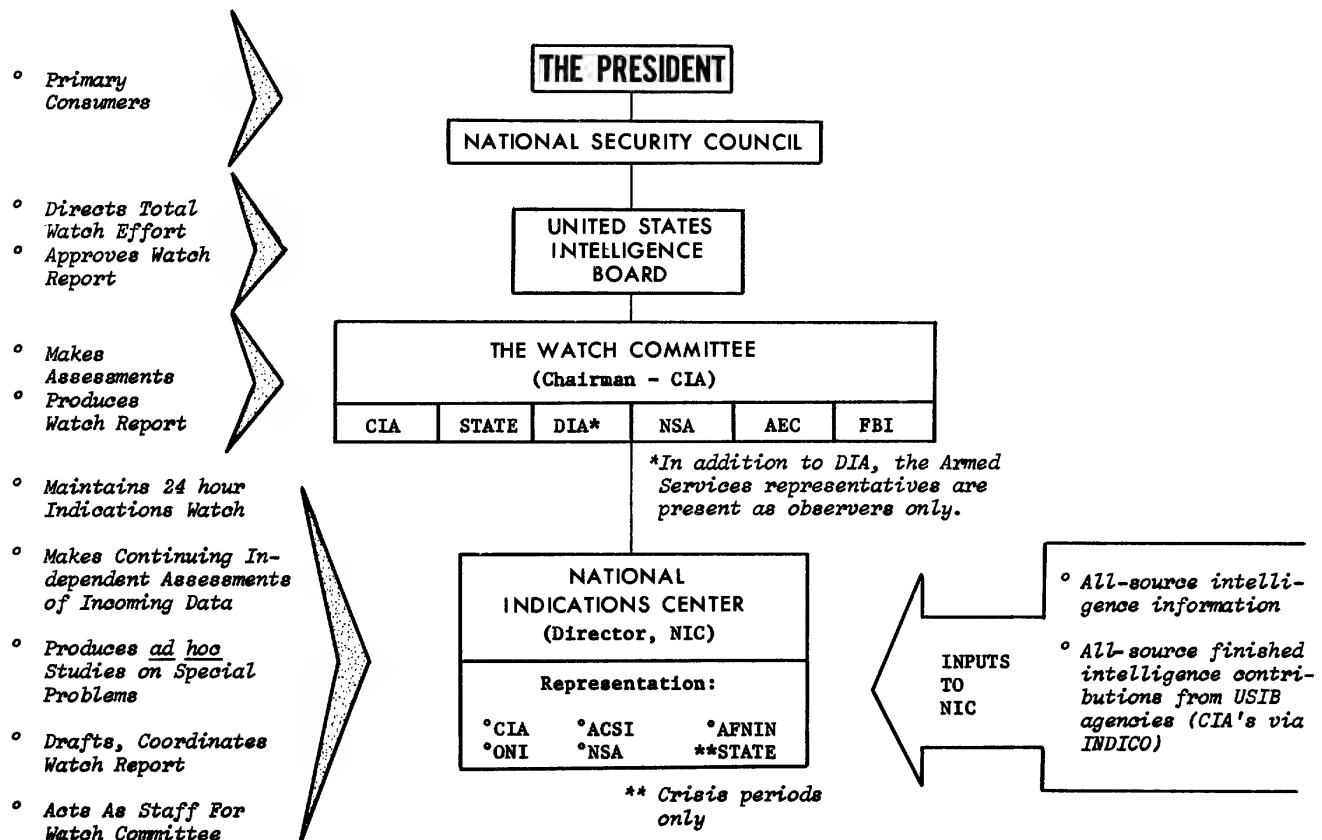 THE PRESIDENT
° Primary
Consumers
NATIONAL SECURITY COUNCIL
° Directs Total
Watch Effort
° Approves Watch
Report
UNITED STATES
INTELLIGENCE
BOARD
° Makes
Assessments
° Produces
Watch Report
THE WATCH COMMITTEE
(Chairman - CIA)
CIA STATE DIA* NSA AEC FBI
*In addition to DIA, the Armed
Services representatives are
present as observers only.
° Maintains 24 hour
Indications Watch
° Makes Continuing In-
dependent Assessments
of Incoming Data
° Produces ad hoc
Studies on Special
Problems
° Drafts, Coordinates
Watch Report
° Acts As Staff For
Watch Committee
NATIONAL
INDICATIONS CENTER
(Director, NIC)
Representation:
°CIA °ACSI °AFNIN
°ONI °NSA **STATE
** Crisis periods
only
INPUTS
TO
NIC
° All-source intelli-
gence information
° All-source finished
intelligence contri-
butions from USIB
agencies (CIA's via
INDICO)